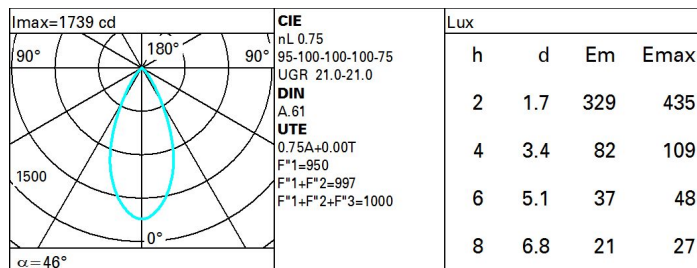 Imax=1739 cd
90°
180°
90°
1500
0°
α=46°
CIE
nL 0.75
95-100-100-100-75
UGR 21.0-21.0
DIN
A.61
UTE
0.75A+0.00T
F"1=950
F"1+F"2=997
F"1+F"2+F"3=1000
Lux
h d Em Emax
2 1.7 329 435
4 3.4 82 109
6 5.1 37 48
8 6.8 21 27